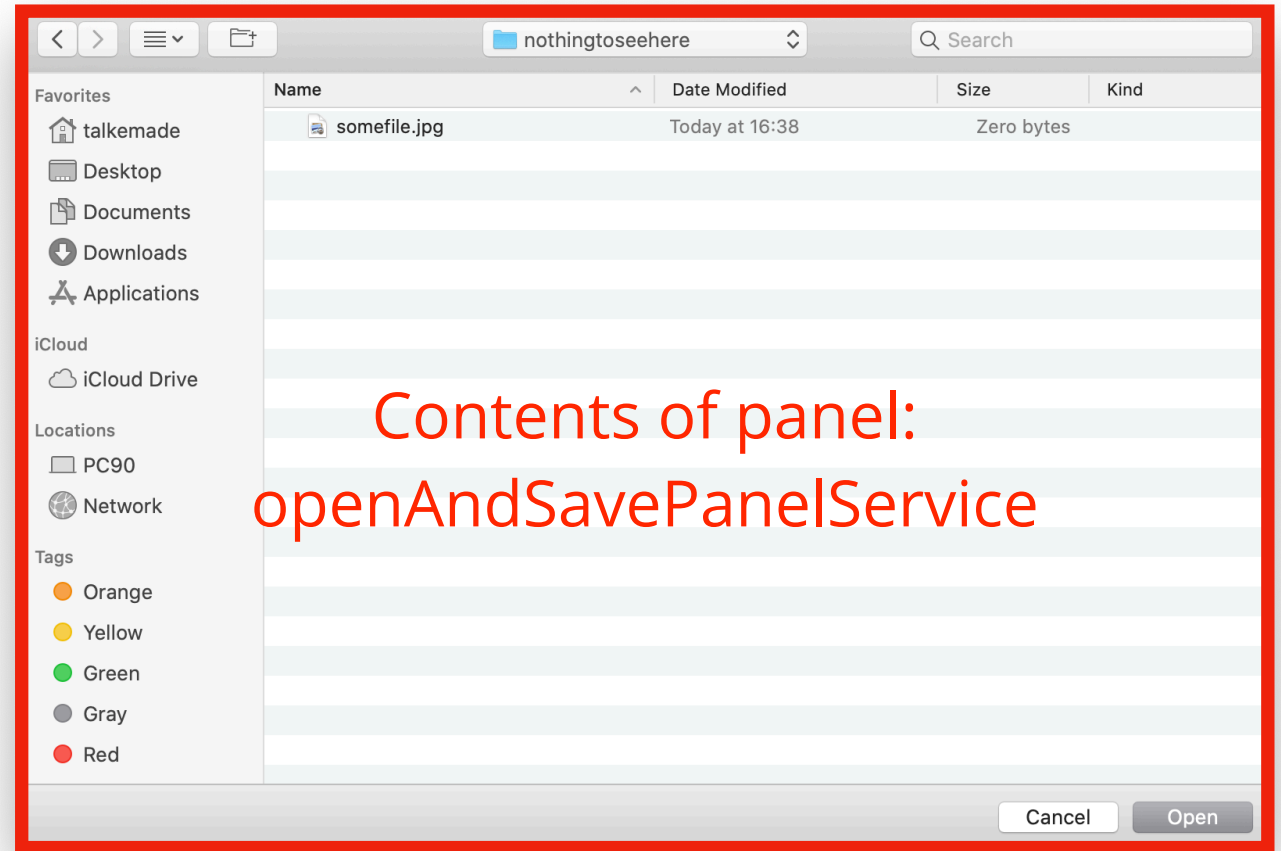 nothingtoseehere
Search
Favorites
talkemade
Desktop
Documents
Downloads
Applications
iCloud
iCloud Drive
Locations
PC90
Network
Tags
Orange
Yellow
Green
Gray
Red
Name Date Modified Size Kind
somefile.jpg Today at 16:38 Zero bytes
Contents of panel:
openAndSavePanelService
Cancel Open